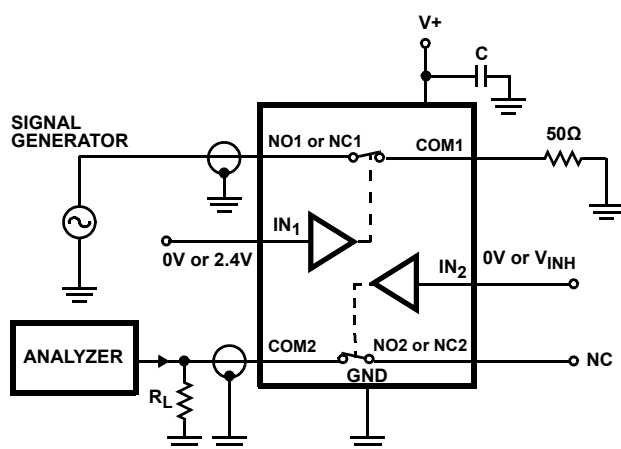 V+
C
SIGNAL
GENERATOR
NO1 or NC1
COM1
50Ω
IN1
0V or 2.4V
IN2
0V or VINH
ANALYZER
COM2
NO2 or NC2
NC
GND
RL